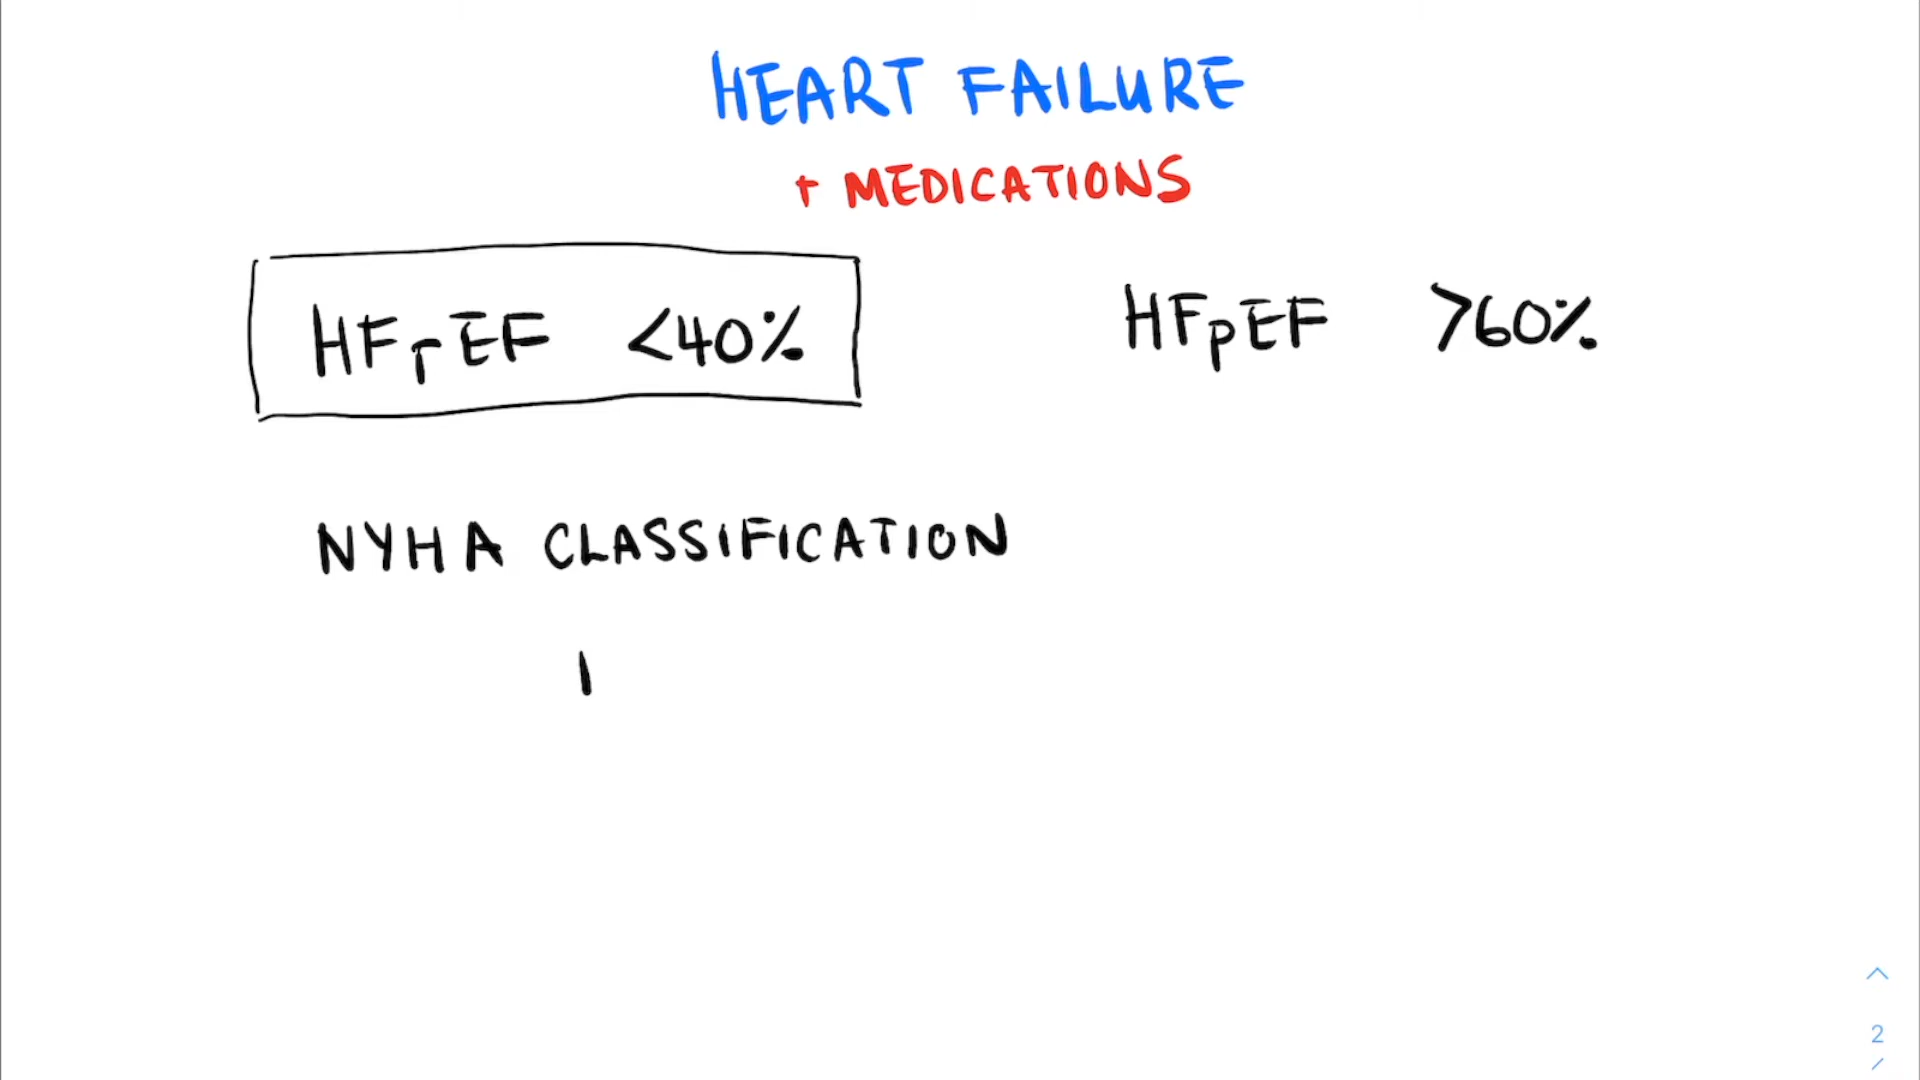 HEART FAILURE
+ MEDICATIONS
HFrEF <40%
HFpEF >60%
NYHA CLASSIFICATION
I
2